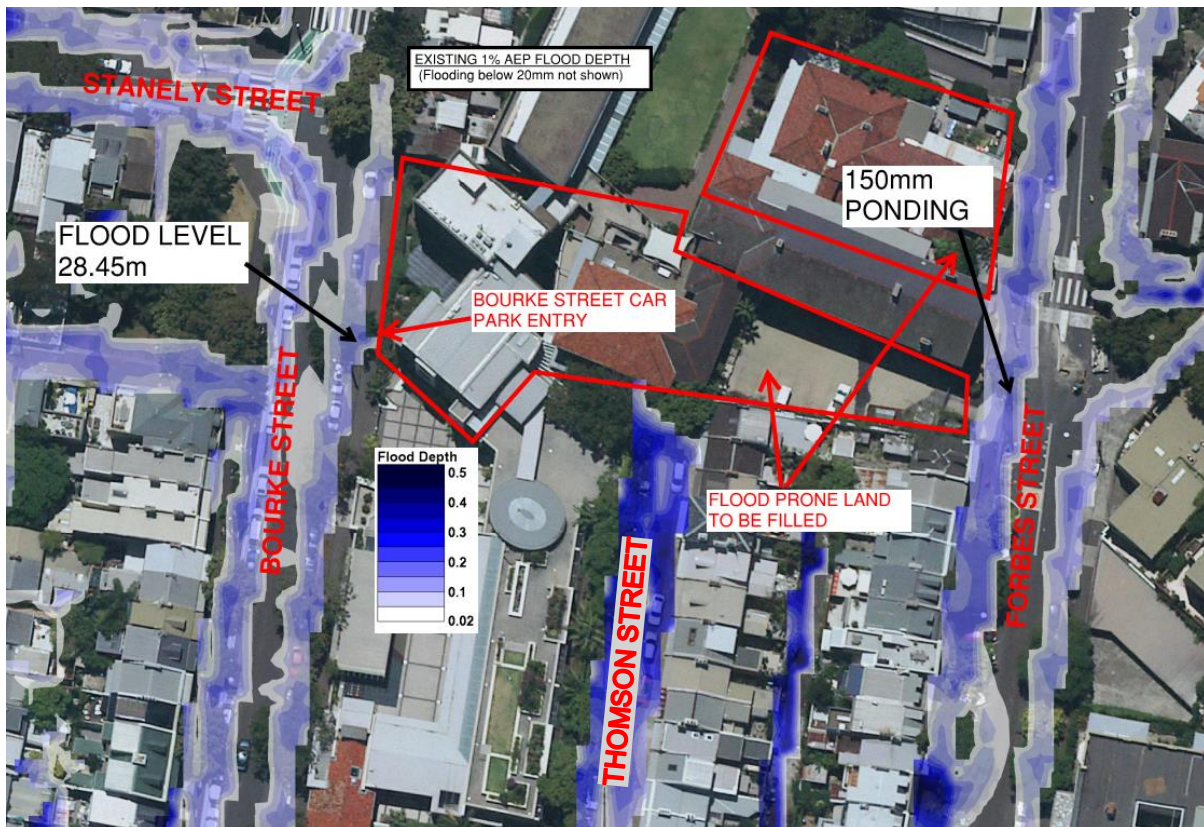 EXISTING 1% AEP FLOOD DEPTH
(Flooding below 20mm not shown)
STANELY STREET
150mm
PONDING
FLOOD LEVEL
28.45m
BOURKE STREET CAR
PARK ENTRY
BOURKE STREET
FORBES STREET
Flood Depth
0.5
0.3
0.2
0.1
0.02
FLOOD PRONE LAND
TO BE FILLED
THOMSON STREET